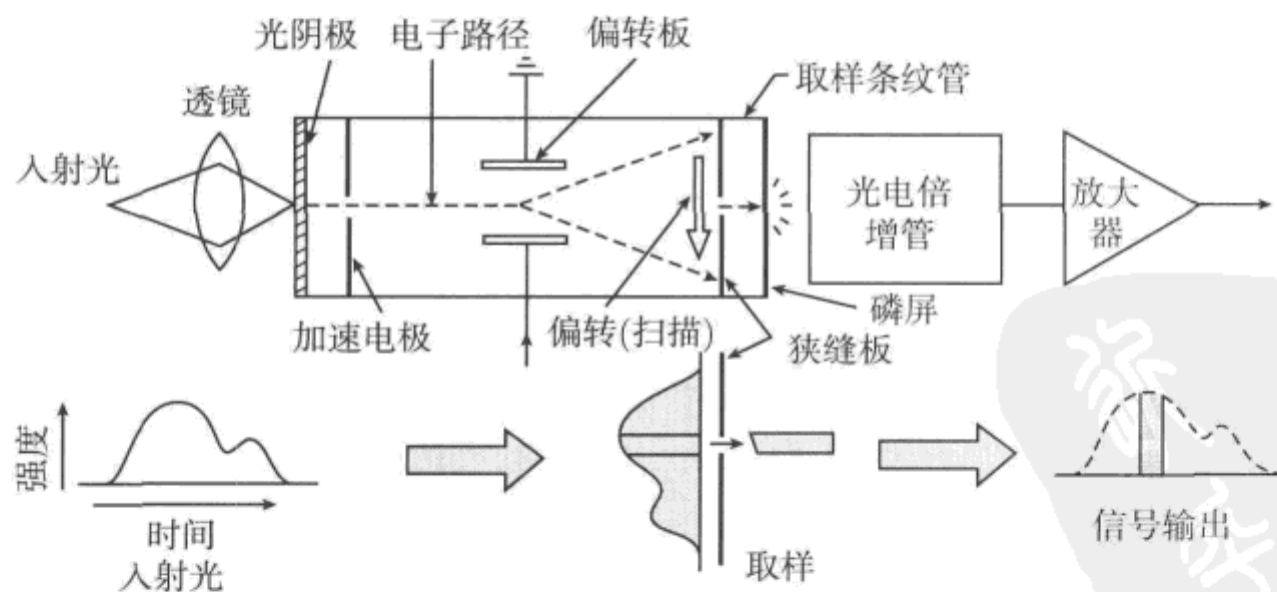 光阴极
电子路径
偏转板
取样条纹管
透镜
入射光
光电倍
增管
放大
器
加速电极
偏转(扫描)
磷屏
狭缝板
强度
时间
入射光
取样
信号输出